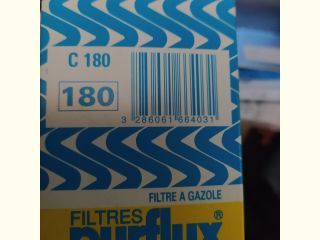 C 180
180
3 286061 664031
FILTRE A GAZOLE
FILTRES
purflux®